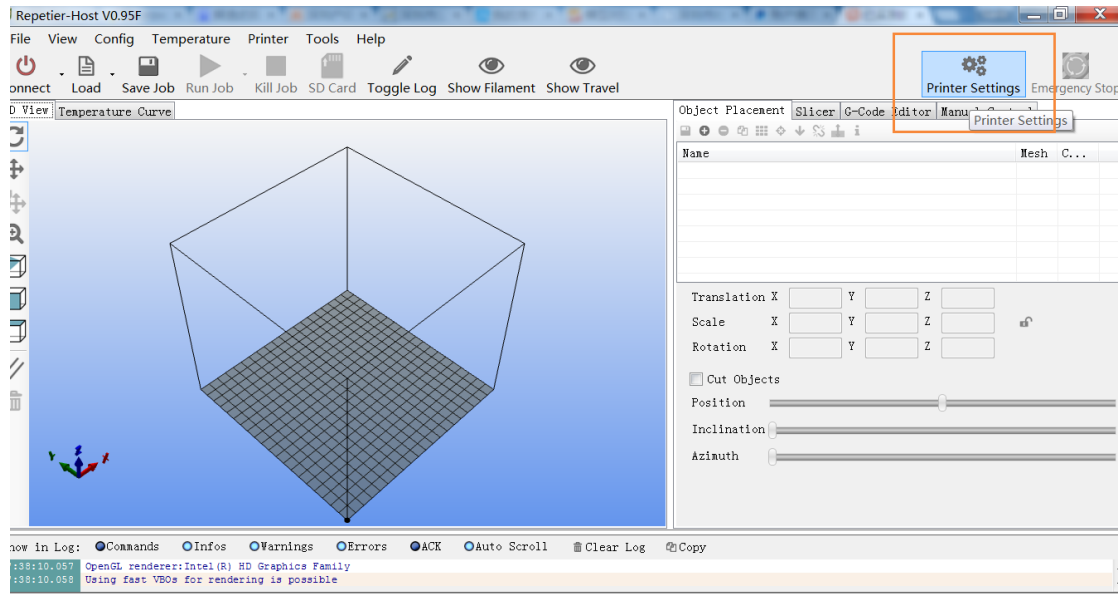 Repetier-Host V0.95F
File View Config Temperature Printer Tools Help
onnect Load Save Job Run Job Kill Job SD Card Toggle Log Show Filament Show Travel Printer Settings Emergency Stop
D View Temperature Curve
Object Placement Slicer G-Code Editor Manual Control
Printer Settings
Name Mesh C...
Translation X Y Z
Scale X Y Z
Rotation X Y Z
Cut Objects
Position
Inclination
Azimuth
Y Z X
how in Log: Commands Infos Warnings Errors ACK Auto Scroll Clear Log Copy
:38:10.057 OpenGL renderer:Intel(R) HD Graphics Family
:38:10.058 Using fast VBOs for rendering is possible